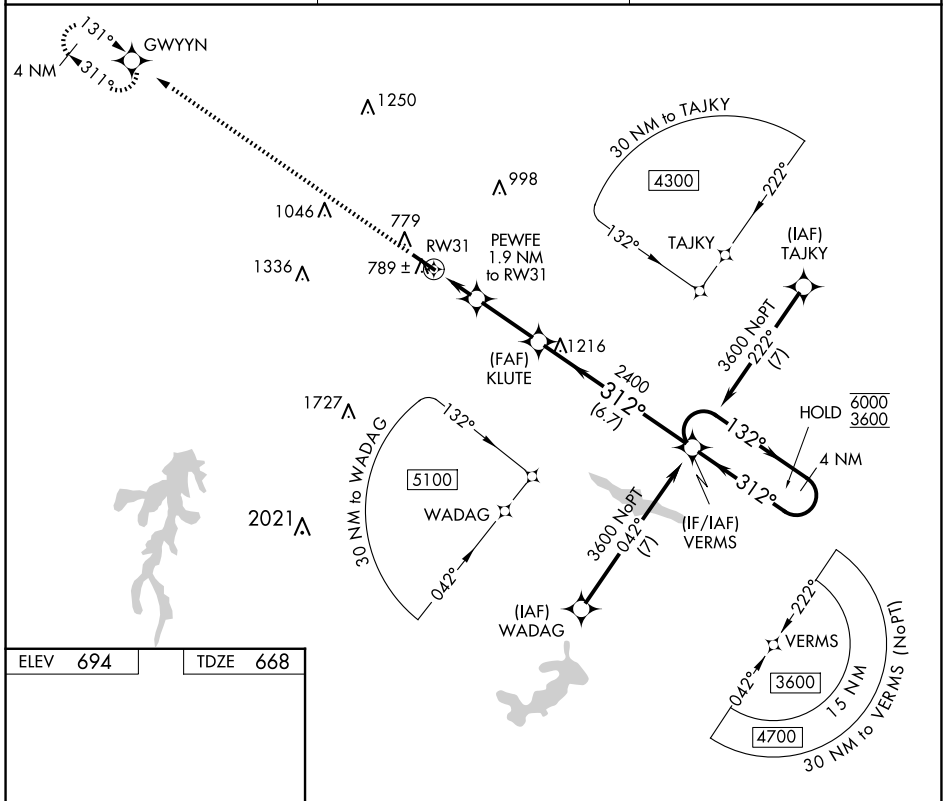 131°
GWYYN
4 NM
311°
1250
30 NM to TAJKY
4300
222°
132°
TAJKY
998
1046
779
RW31
PEWFE
1.9 NM
to RW31
789 ±
1336
(IAF)
TAJKY
3600 NoPT
222°
(7)
1216
(FAF)
KLUTE
2400
312°
(6.7)
HOLD
6000
3600
132°
4 NM
312°
1727
30 NM to WADAG
132°
5100
WADAG
042°
(IF/IAF)
VERMS
2021
3600 NoPT
042°
(7)
(IAF)
WADAG
222°
VERMS
042°
3600
15 NM
4700
30 NM to VERMS (NoPT)
ELEV 694
TDZE 668